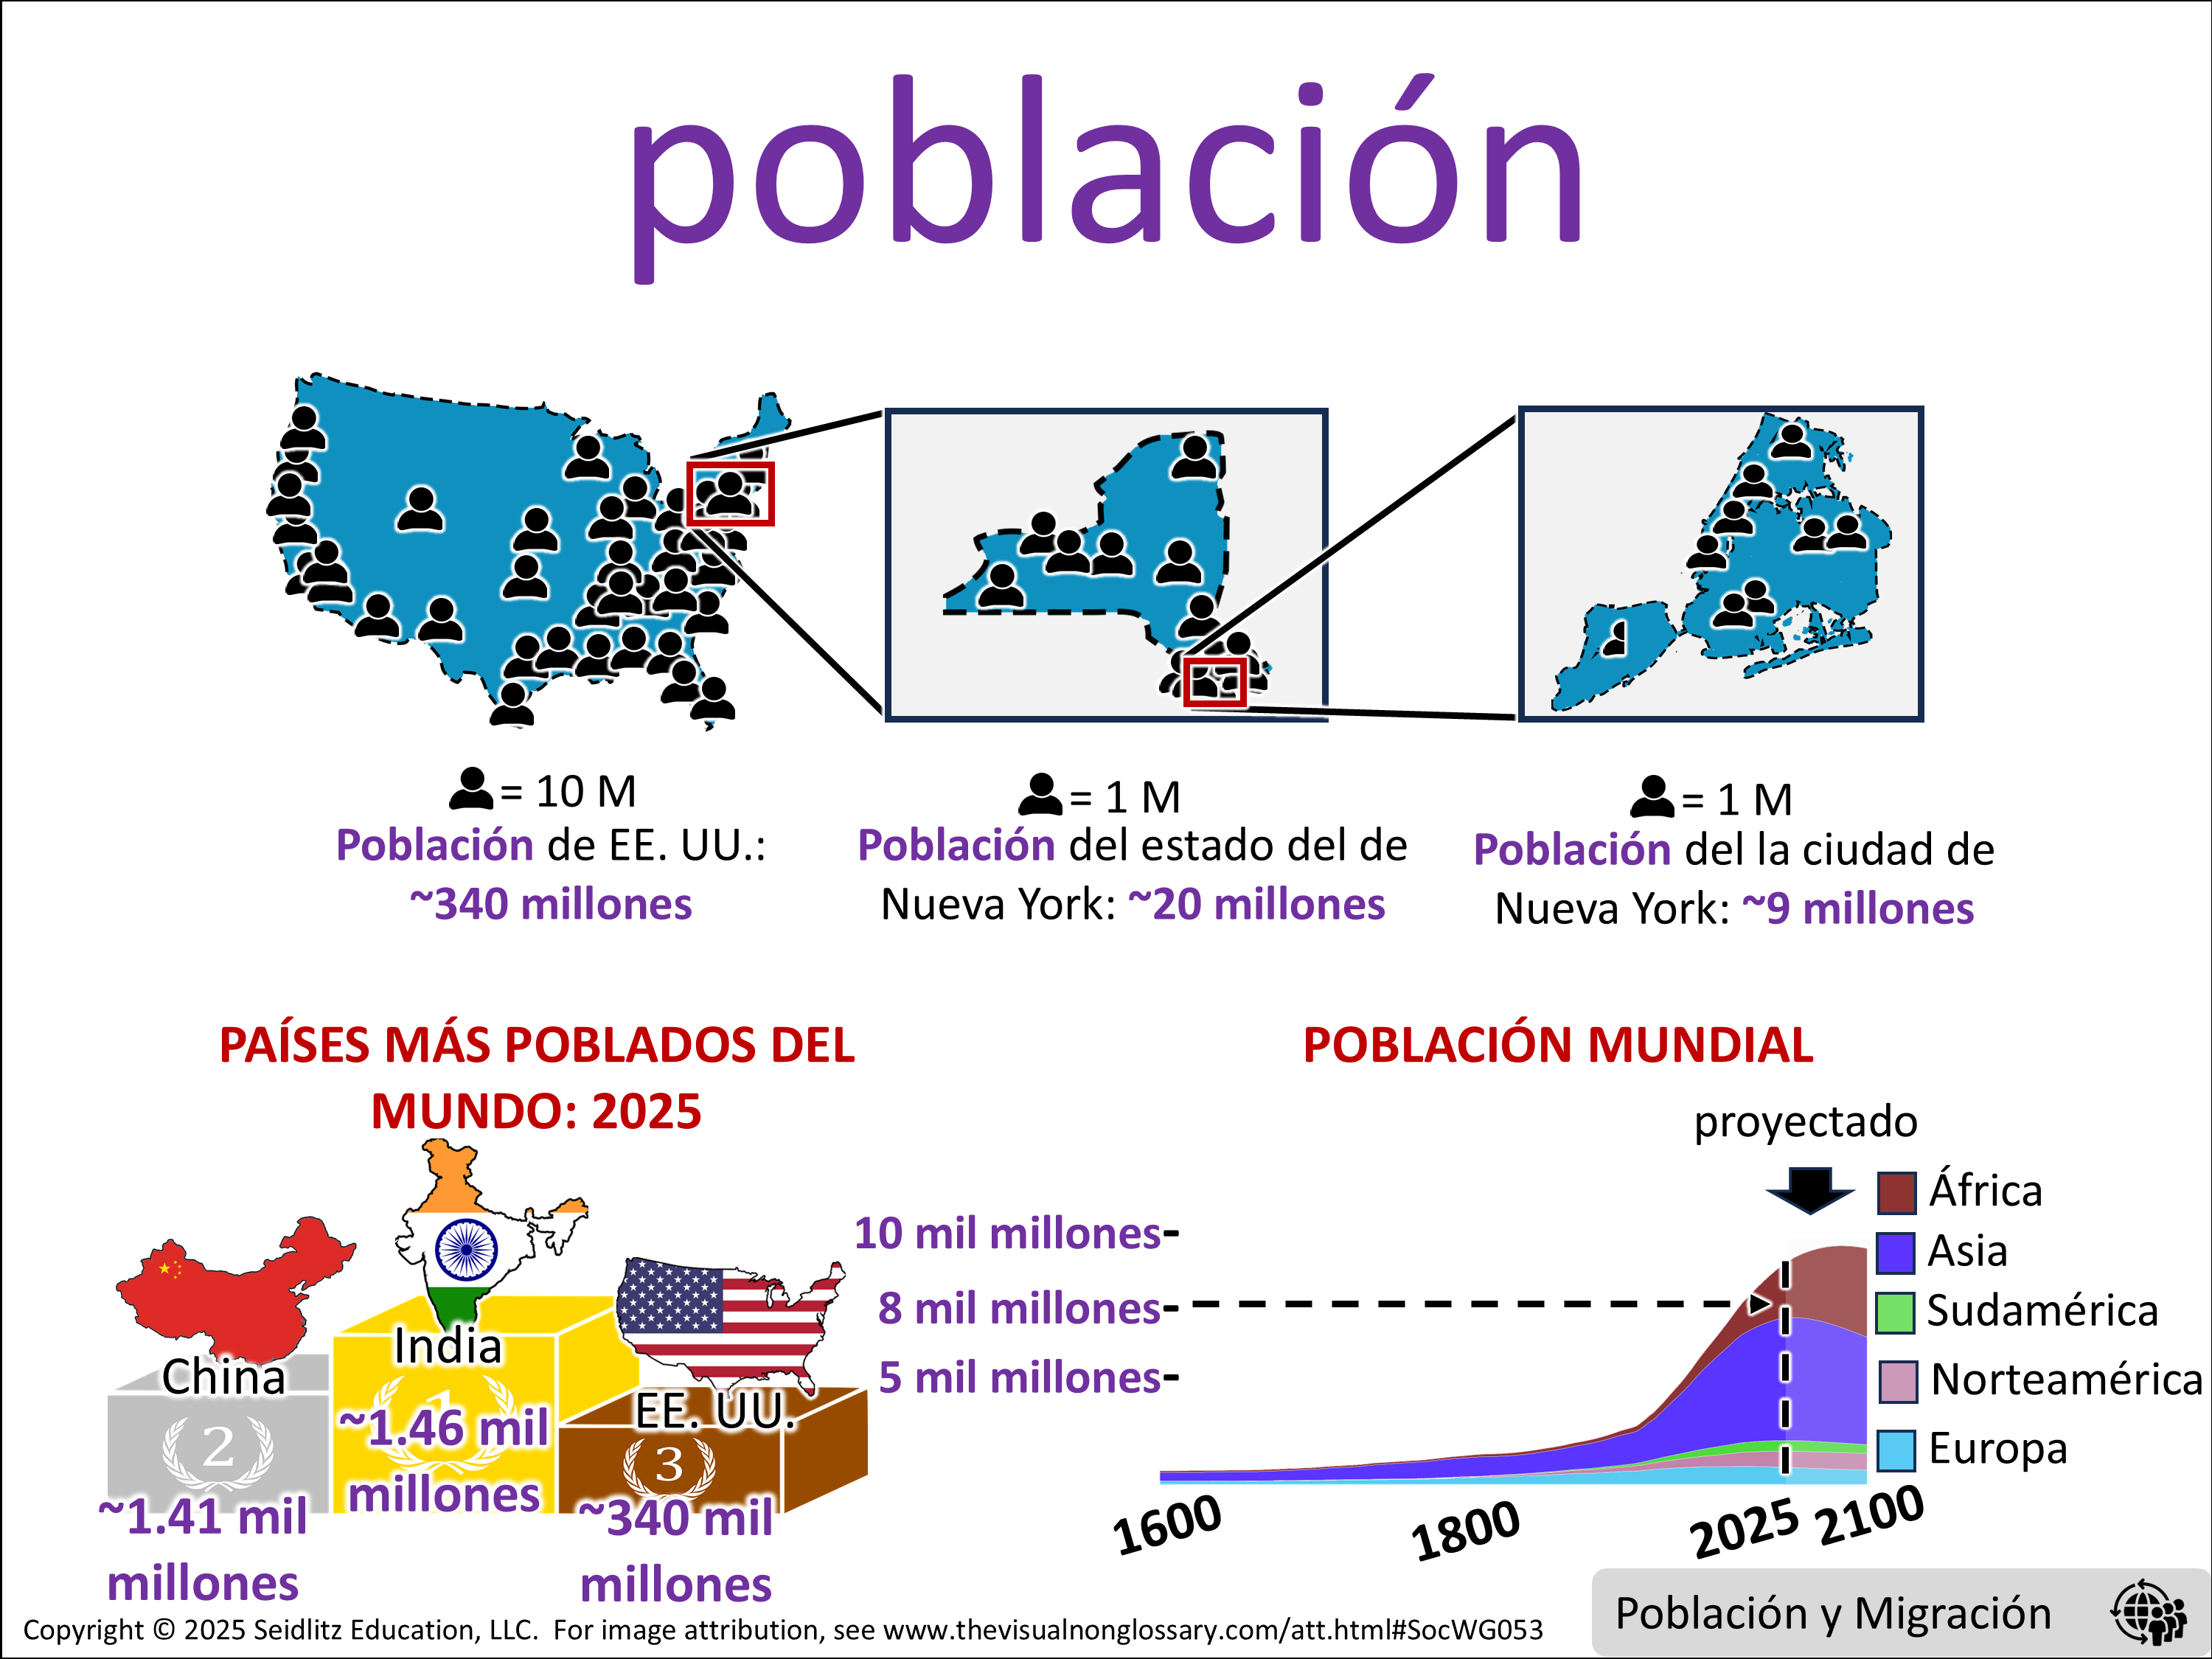 población
= 10 M
Población de EE. UU.:
~340 millones
= 1 M
Población del estado del de
Nueva York: ~20 millones
= 1 M
Población del la ciudad de
Nueva York: ~9 millones
PAÍSES MÁS POBLADOS DEL
MUNDO: 2025
China
2
~1.41 mil
millones
India
1
~1.46 mil
millones
EE. UU.
3
~340 mil
millones
POBLACIÓN MUNDIAL
proyectado
10 mil millones-
8 mil millones-
5 mil millones-
1600
1800
2025
2100
África
Asia
Sudamérica
Norteamérica
Europa
Población y Migración
Copyright © 2025 Seidlitz Education, LLC. For image attribution, see www.thevisualnonglossary.com/att.html#SocWG053